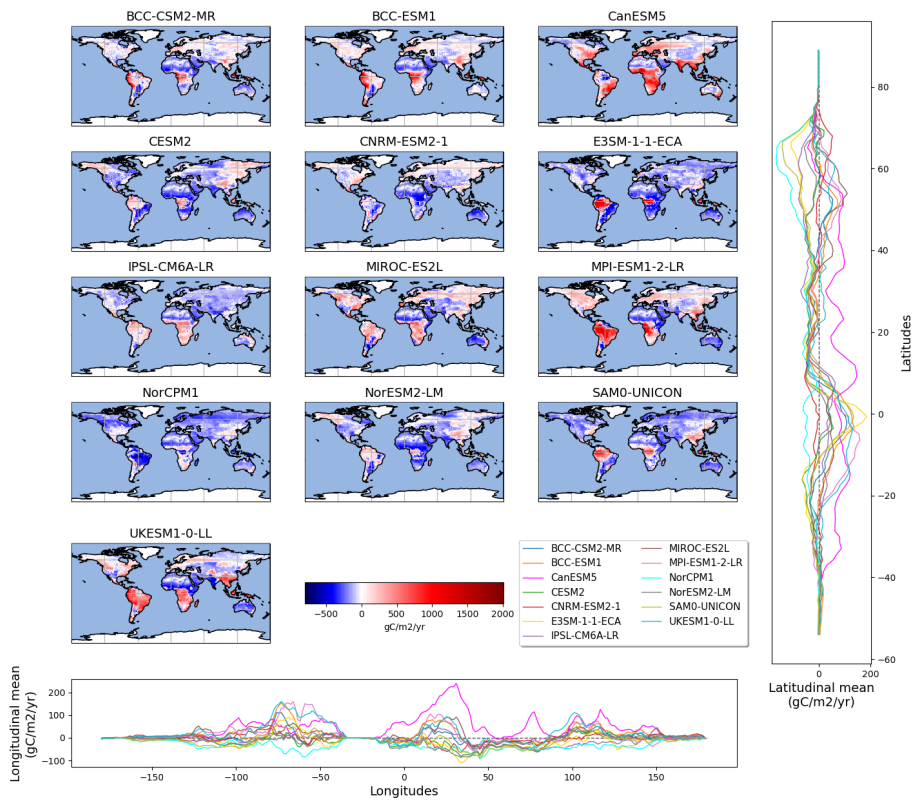 BCC-CSM2-MR
BCC-ESM1
CanESM5
CESM2
CNRM-ESM2-1
E3SM-1-1-ECA
IPSL-CM6A-LR
MIROC-ES2L
MPI-ESM1-2-LR
NorCPM1
NorESM2-LM
SAM0-UNICON
UKESM1-0-LL
−500 0 500 1000 1500 2000
gC/m2/yr
BCC-CSM2-MR
BCC-ESM1
CanESM5
CESM2
CNRM-ESM2-1
E3SM-1-1-ECA
IPSL-CM6A-LR
MIROC-ES2L
MPI-ESM1-2-LR
NorCPM1
NorESM2-LM
SAM0-UNICON
UKESM1-0-LL
80
60
40
20
0
−20
−40
−60
Latitudes
0 200
Latitudinal mean
(gC/m2/yr)
Longitudinal mean
(gC/m2/yr)
200
100
0
−100
−150 −100 −50 0 50 100 150
Longitudes